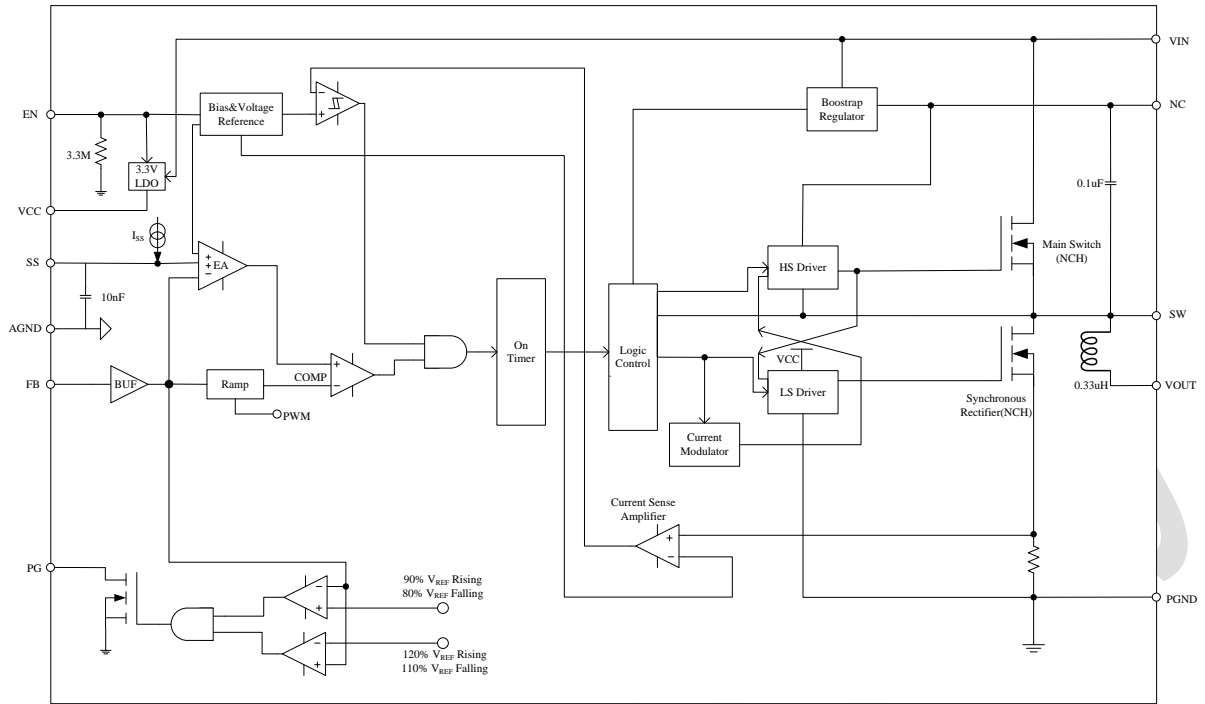 VIN
Bias&Voltage
Reference
Boostrap
Regulator
NC
EN
3.3M
3.3V
LDO
0.1uF
VCC
ISS
SS
EA
HS Driver
Main Switch
(NCH)
10nF
AGND
On
Timer
Logic
Control
SW
VCC
FB
BUF
Ramp
COMP
PWM
LS Driver
0.33uH
VOUT
Synchronous
Rectifier(NCH)
Current
Modulator
Current Sense
Amplifier
PG
90% VREF Rising
80% VREF Falling
PGND
120% VREF Rising
110% VREF Falling